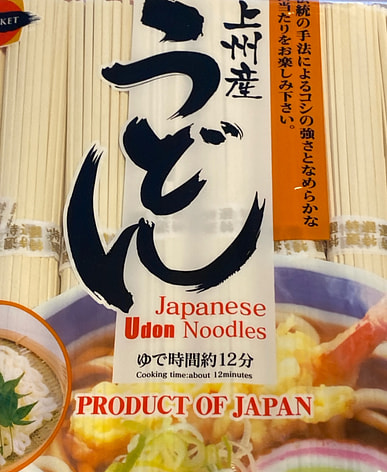 KET
上州産
うどん
統の手法によるコシの強さとなめらかな
当たりをお楽しみ下さい。
Japanese
Udon Noodles
ゆで時間約12分
Cooking time:about 12minutes
PRODUCT OF JAPAN